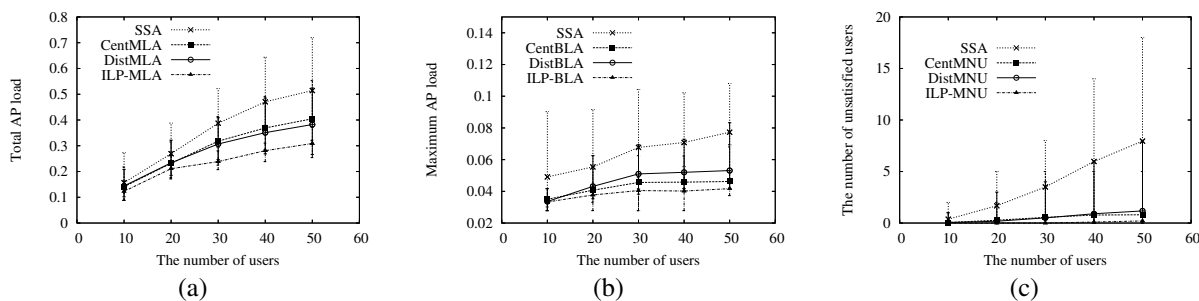 Total AP load
0.8
0.7
0.6
0.5
0.4
0.3
0.2
0.1
0
SSA
CentMLA
DistMLA
ILP-MLA
0 10 20 30 40 50 60
The number of users
(a)
Maximum AP load
0.14
0.12
0.1
0.08
0.06
0.04
0.02
SSA
CentBLA
DistBLA
ILP-BLA
0 10 20 30 40 50 60
The number of users
(b)
The number of unsatisfied users
20
15
10
5
0
SSA
CentMNU
DistMNU
ILP-MNU
0 10 20 30 40 50 60
The number of users
(c)